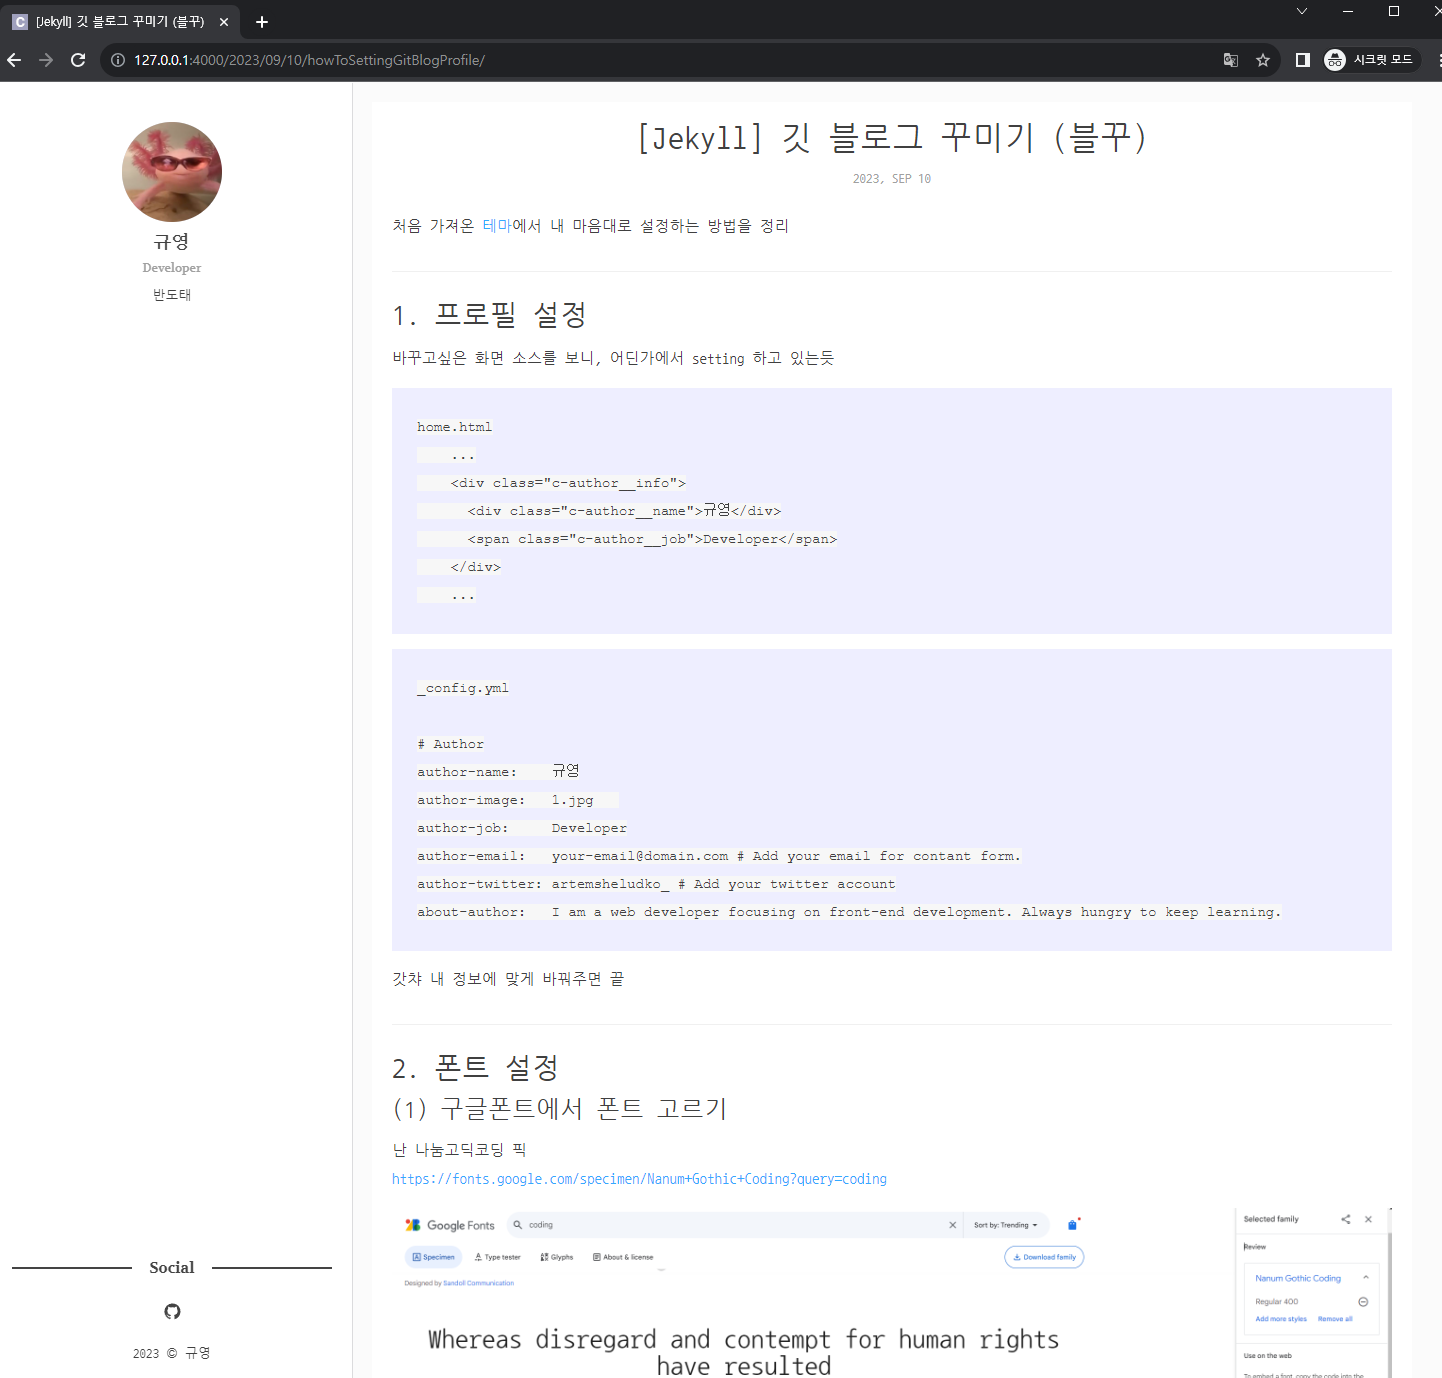 [Jekyll] 깃 블로그 꾸미기 (블꾸)
127.0.0.1:4000/2023/09/10/howToSettingGitBlogProfile/
시크릿 모드
규영
Developer
반도태
Social
2023 © 규영
[Jekyll] 깃 블로그 꾸미기 (블꾸)
2023, SEP 10
처음 가져온 테마에서 내 마음대로 설정하는 방법을 정리
1. 프로필 설정
바꾸고싶은 화면 소스를 보니, 어딘가에서 setting 하고 있는듯
home.html
...
<div class="c-author__info">
<div class="c-author__name">규영</div>
<span class="c-author__job">Developer</span>
</div>
...
_config.yml
# Author
author-name: 규영
author-image: 1.jpg
author-job: Developer
author-email: your-email@domain.com # Add your email for contant form.
author-twitter: artemsheludko_ # Add your twitter account
about-author: I am a web developer focusing on front-end development. Always hungry to keep learning.
갓챠 내 정보에 맞게 바꿔주면 끝
2. 폰트 설정
(1) 구글폰트에서 폰트 고르기
난 나눔고딕코딩 픽
https://fonts.google.com/specimen/Nanum+Gothic+Coding?query=coding
Google Fonts
coding
Sort by: Trending
Specimen
Type tester
Glyphs
About & license
Download family
Designed by Sandoll Communication
Whereas disregard and contempt for human rights
have resulted
Selected family
Review
Nanum Gothic Coding
Regular 400
Add more styles Remove all
Use on the web
To embed a font, copy the code into the